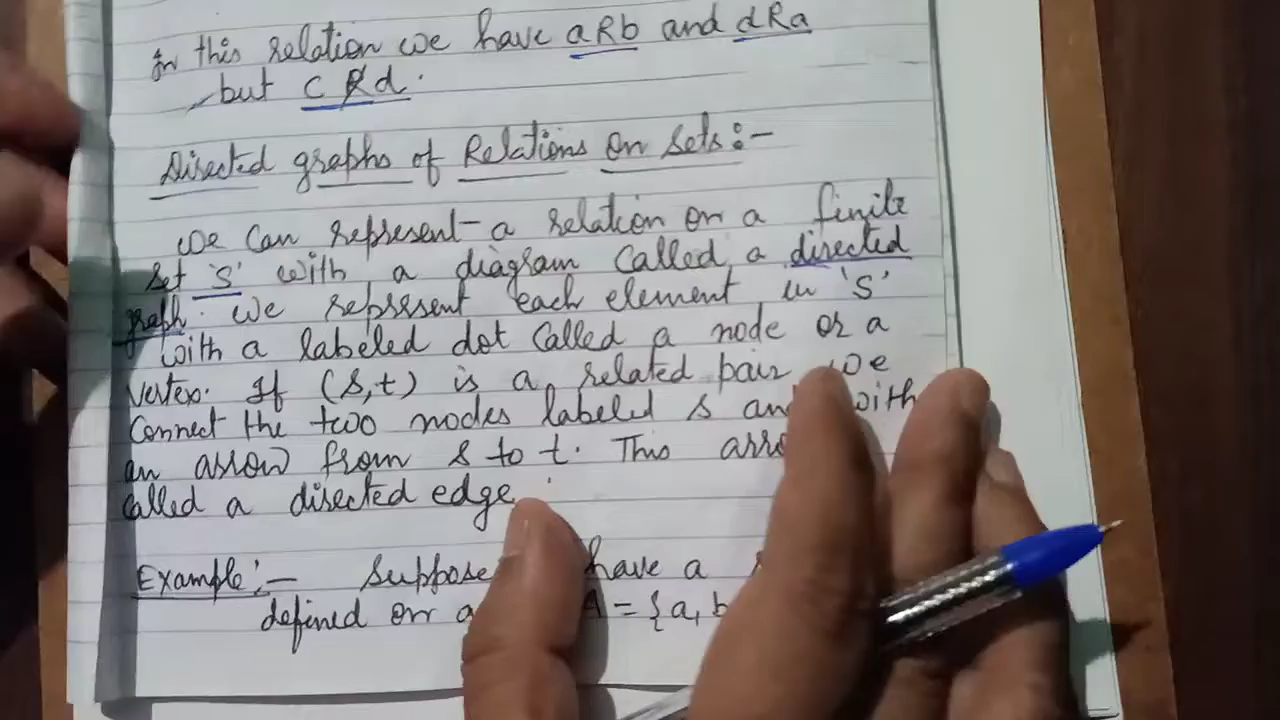 In this relation we have aRb and dRa
but c R̸ d.
Directed graphs of Relations on Sets:-
We can represent a relation on a finite
set 'S' with a diagram called a directed
graph. We represent each element in 'S'
with a labeled dot called a node or a
vertex. If (s,t) is a related pair we
connect the two nodes labeled s and with
an arrow from s to t. This
called a directed edge.
Example:- Suppose have a
defined on a A = {a, b